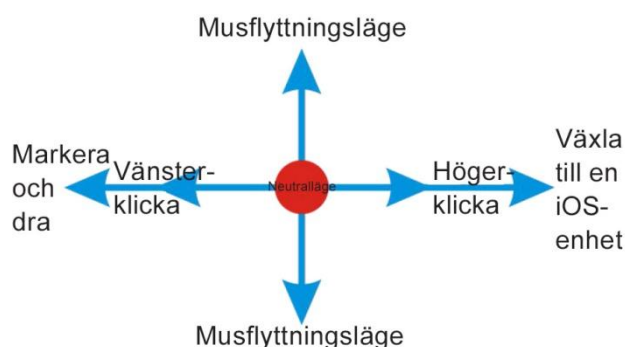 Musflyttningsläge
Markera
och
dra
Vänster-
klicka
Neutralläge
Höger-
klicka
Växla
till en
iOS-
enhet
Musflyttningsläge